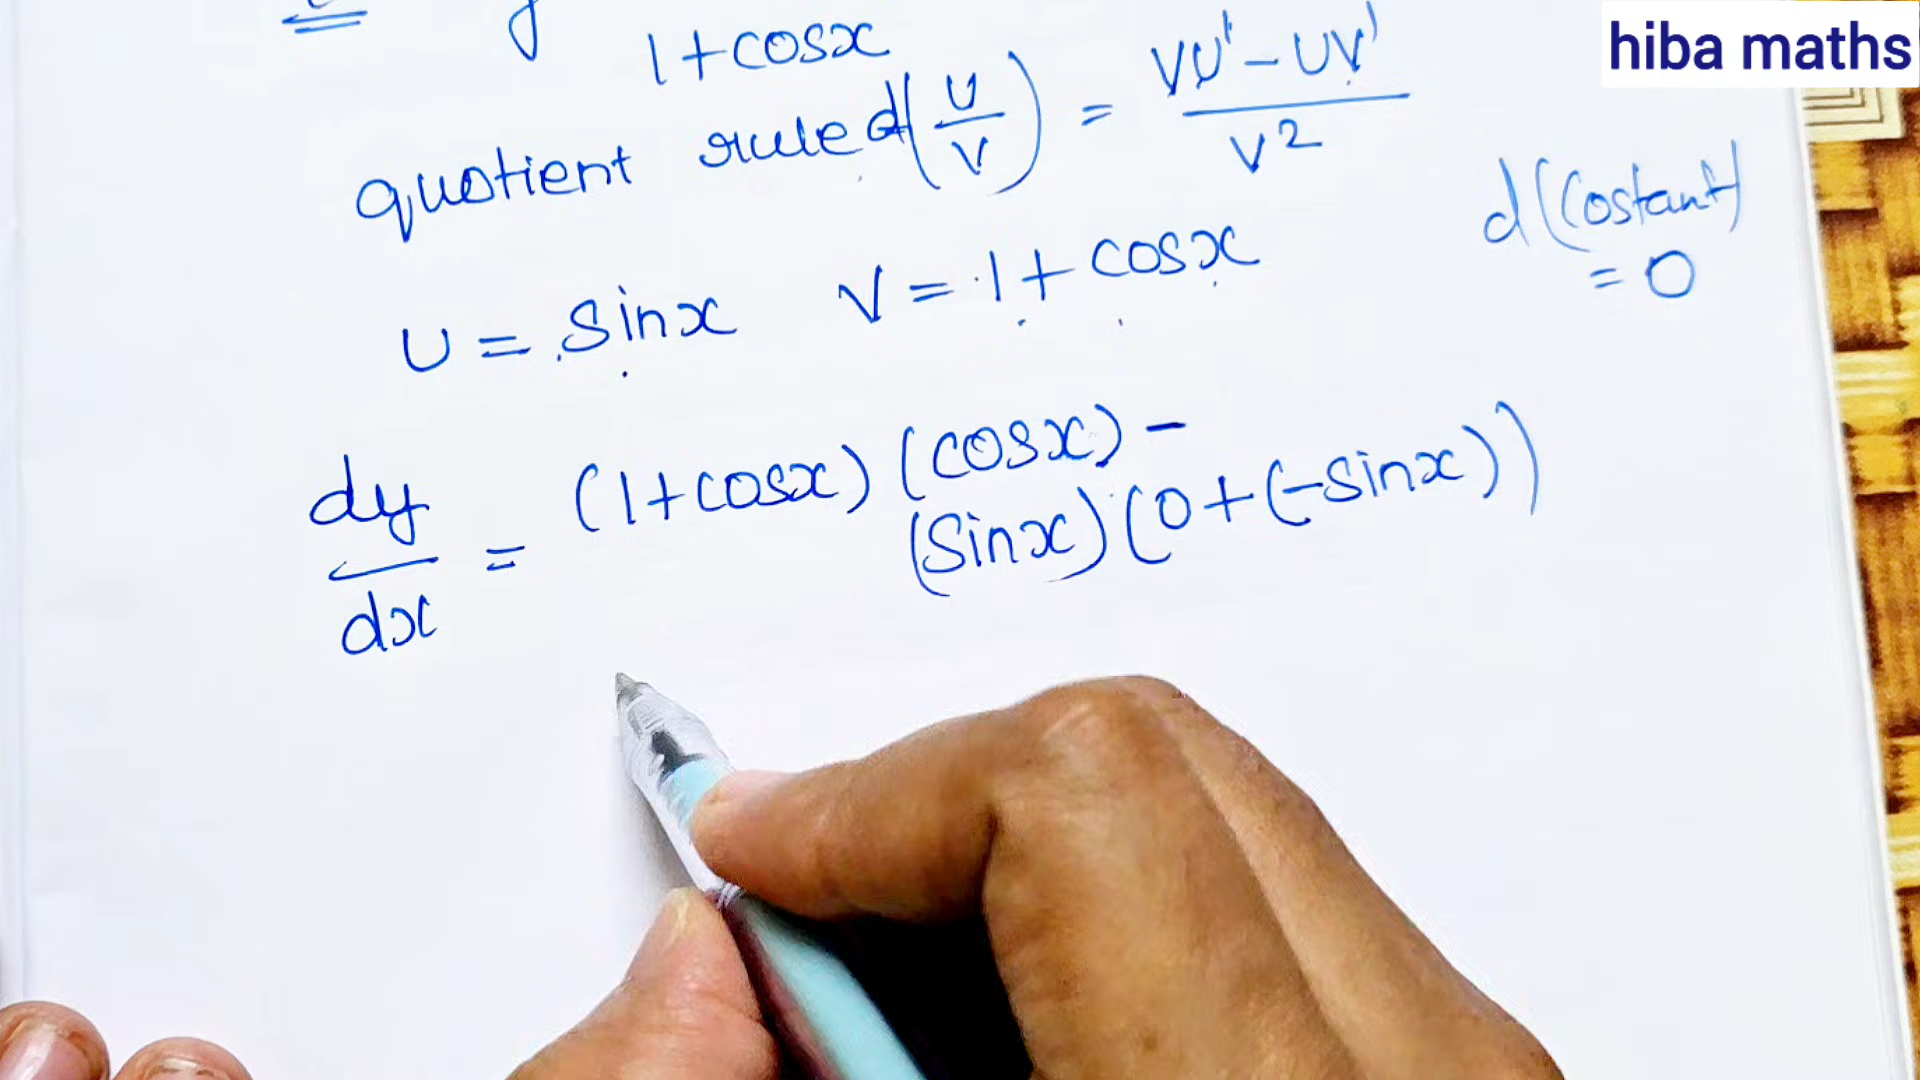 hiba maths
y
1+cosx
quotient rule d(U/V) = VU' - UV' / V²
d(Costant)
= 0
U = Sinx V = 1 + cosx
dy/dx = (1+cosx) (cosx) -
(Sinx) (0+(-sinx)))